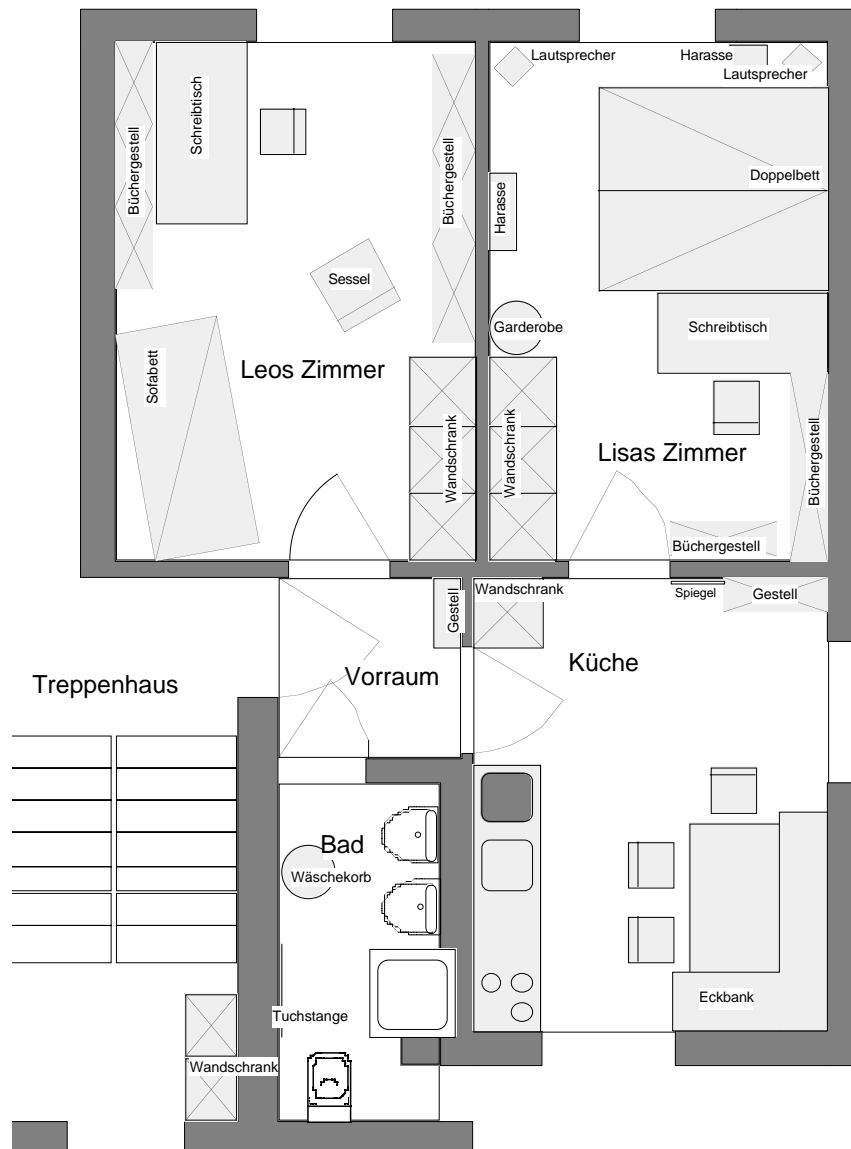 Lautsprecher
Harasse
Lautsprecher
Büchergestell
Schreibtisch
Büchergestell
Doppelbett
Harasse
Sessel
Garderobe
Schreibtisch
Sofabett
Leos Zimmer
Wandschrank
Wandschrank
Lisas Zimmer
Büchergestell
Büchergestell
Wandschrank
Spiegel
Gestell
Gestell
Treppenhaus
Vorraum
Küche
Bad
Wäschekorb
Eckbank
Tuchstange
Wandschrank